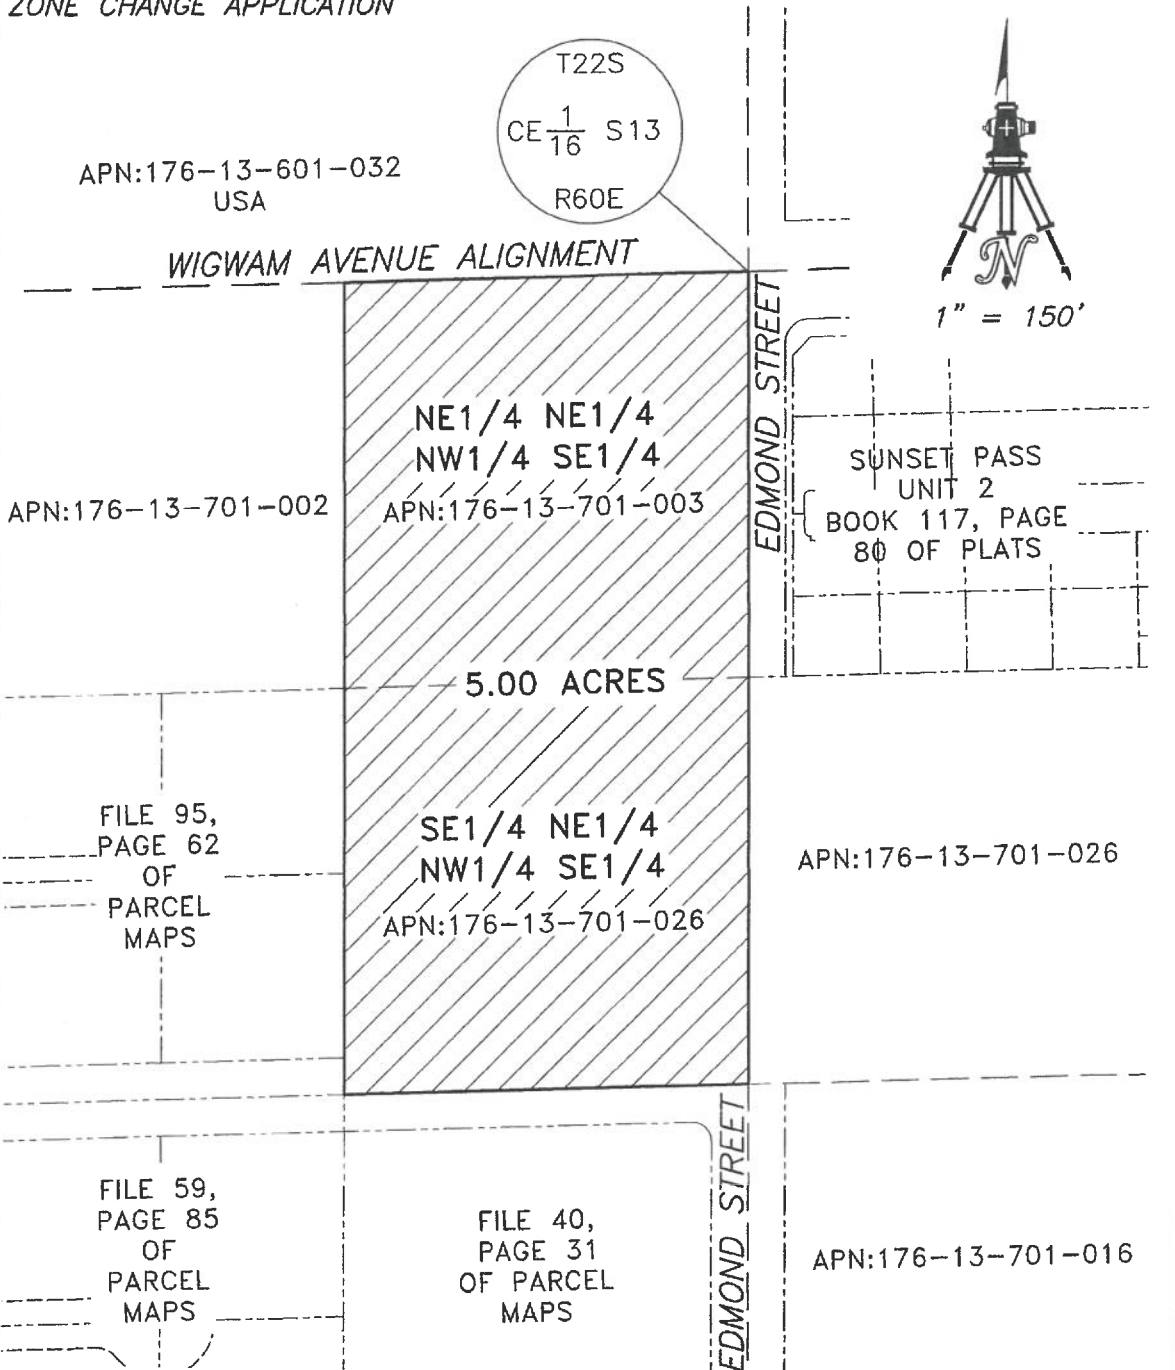 ZONE CHANGE APPLICATION
T22S
CE 1/16 S13
R60E
APN:176-13-601-032
USA
WIGWAM AVENUE ALIGNMENT
N
1" = 150'
EDMOND STREET
NE1/4 NE1/4
NW1/4 SE1/4
APN:176-13-701-003
APN:176-13-701-002
SUNSET PASS
UNIT 2
BOOK 117, PAGE
80 OF PLATS
5.00 ACRES
FILE 95,
PAGE 62
OF
PARCEL
MAPS
SE1/4 NE1/4
NW1/4 SE1/4
APN:176-13-701-026
APN:176-13-701-026
EDMOND STREET
FILE 59,
PAGE 85
OF
PARCEL
MAPS
FILE 40,
PAGE 31
OF PARCEL
MAPS
APN:176-13-701-016